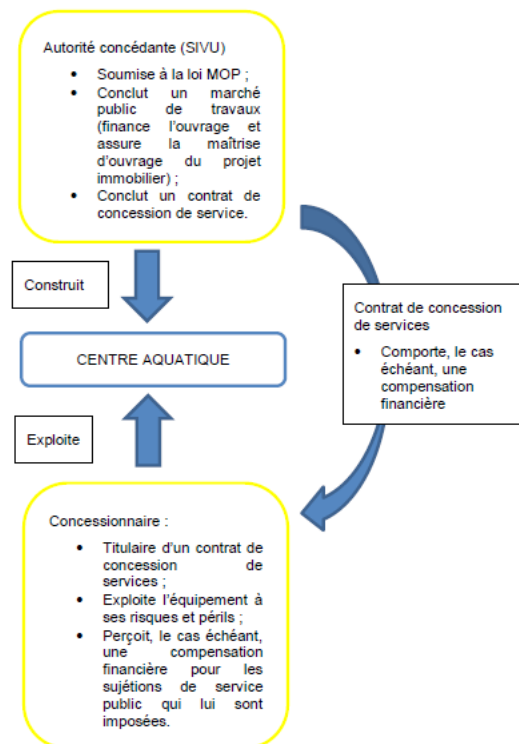 Autorité concédante (SIVU)
• Soumise à la loi MOP ;
• Conclut un marché
public de travaux
(finance l'ouvrage et
assure la maîtrise
d'ouvrage du projet
immobilier) ;
• Conclut un contrat de
concession de service.
Construit
Contrat de concession
de services
• Comporte, le cas
échéant, une
compensation
financière
CENTRE AQUATIQUE
Exploite
Concessionnaire :
• Titulaire d'un contrat de
concession de
services ;
• Exploite l'équipement à
ses risques et périls ;
• Perçoit, le cas échéant,
une compensation
financière pour les
sujétions de service
public qui lui sont
imposées.